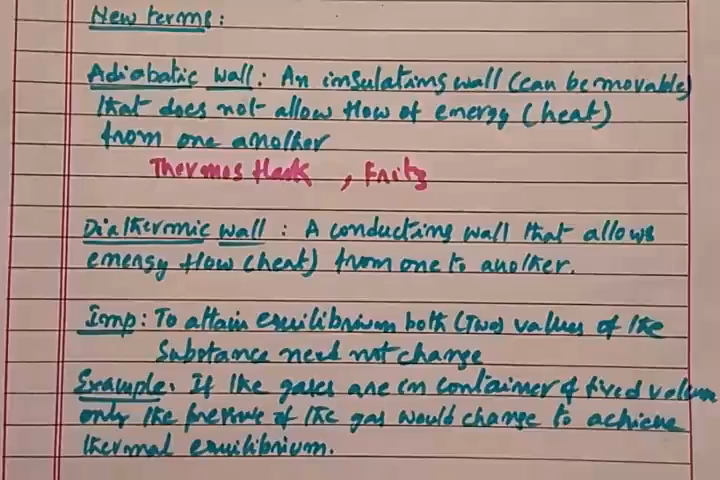 New terms:
Adiabatic wall: An insulating wall (can be movable)
that does not allow flow of energy (heat)
from one another
Thermos flask ,
Diathermic wall : A conducting wall that allows
energy flow (heat) from one to another.
Imp: To attain equilibrium both (Two) values of the
Substance need not change
Example: If the gases are in container of fixed volume
only the pressure of the gas would change to achieve
thermal equilibrium.